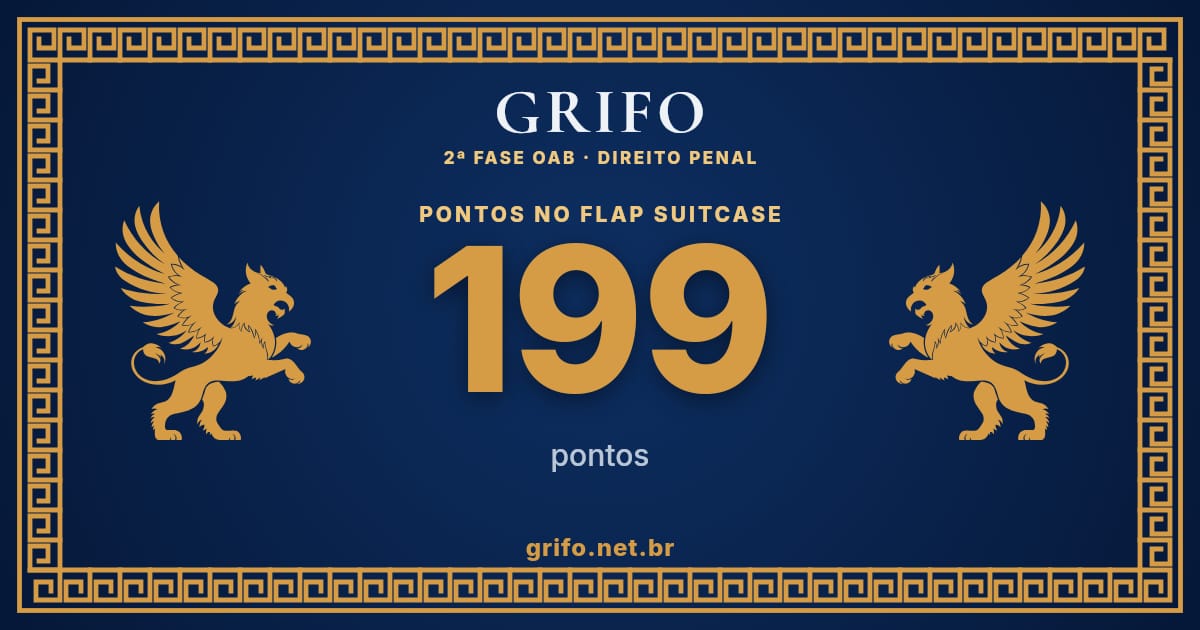 GRIFO
2ª FASE OAB · DIREITO PENAL
PONTOS NO FLAP SUITCASE
199
pontos
grifo.net.br